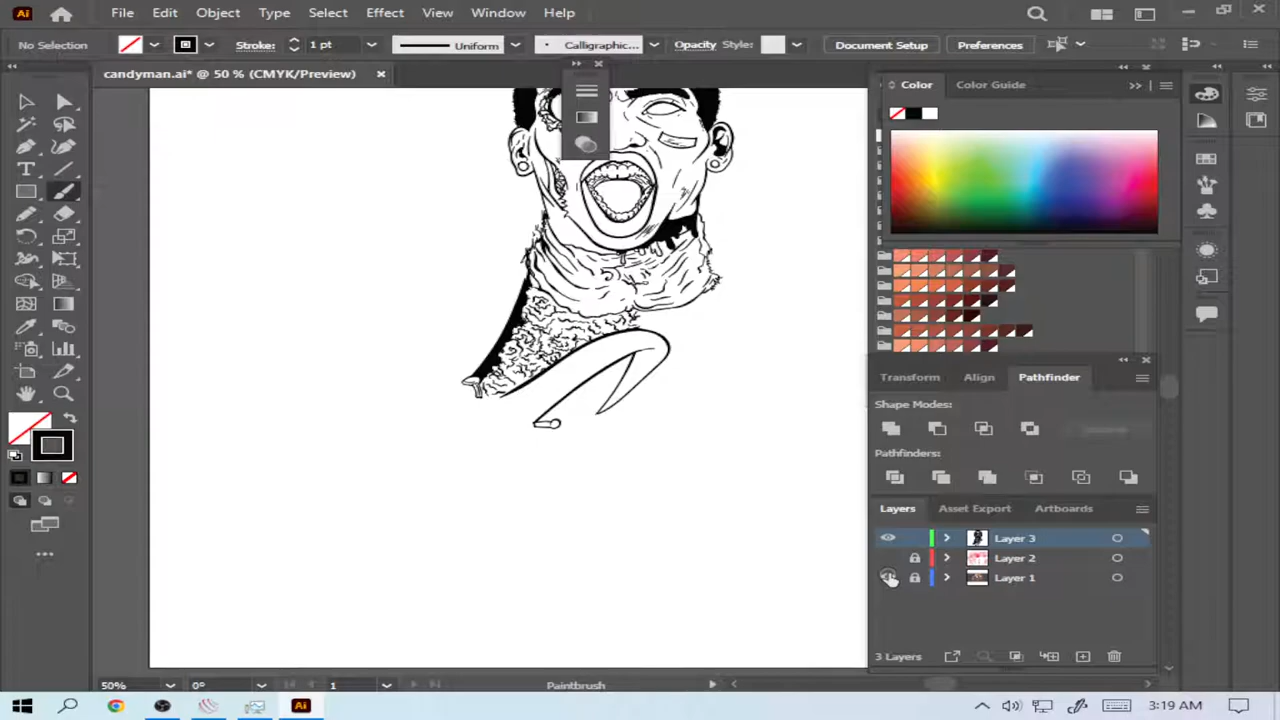 Ai File Edit Object Type Select Effect View Window Help
No Selection Stroke: 1 pt Uniform Calligraphic... Opacity Style: Document Setup Preferences
candyman.ai* @ 50 % (CMYK/Preview)
Color Color Guide
Transform Align Pathfinder
Shape Modes:
Pathfinders:
Layers Asset Export Artboards
Layer 3
Layer 2
Layer 1
3 Layers
50% 0° 1 Paintbrush
Ai 3:19 AM